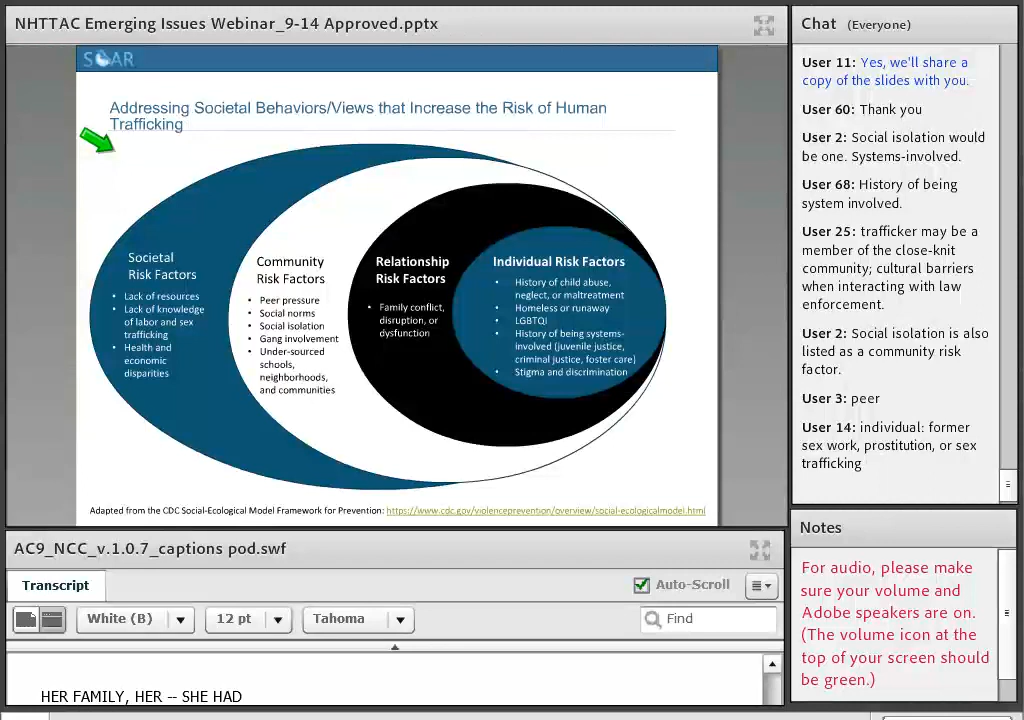 NHTTAC Emerging Issues Webinar_9-14 Approved.pptx
SOAR
Addressing Societal Behaviors/Views that Increase the Risk of Human
Trafficking
Societal
Risk Factors
• Lack of resources
• Lack of knowledge
of labor and sex
trafficking
• Health and
economic
disparities
Community
Risk Factors
• Peer pressure
• Social norms
• Social isolation
• Gang involvement
• Under-sourced
schools,
neighborhoods,
and communities
Relationship
Risk Factors
• Family conflict,
disruption, or
dysfunction
Individual Risk Factors
• History of child abuse,
neglect, or maltreatment
• Homeless or runaway
• LGBTQI
• History of being systems-
involved (juvenile justice,
criminal justice, foster care)
• Stigma and discrimination
Adapted from the CDC Social-Ecological Model Framework for Prevention: https://www.cdc.gov/violenceprevention/overview/social-ecologicalmodel.html
Chat (Everyone)
User 11: Yes, we'll share a
copy of the slides with you.
User 60: Thank you
User 2: Social isolation would
be one. Systems-involved.
User 68: History of being
system involved.
User 25: trafficker may be a
member of the close-knit
community; cultural barriers
when interacting with law
enforcement.
User 2: Social isolation is also
listed as a community risk
factor.
User 3: peer
User 14: individual: former
sex work, prostitution, or sex
trafficking
Notes
For audio, please make
sure your volume and
Adobe speakers are on.
(The volume icon at the
top of your screen should
be green.)
AC9_NCC_v.1.0.7_captions pod.swf
Transcript
Auto-Scroll
White (B)
12 pt
Tahoma
Find
HER FAMILY, HER -- SHE HAD